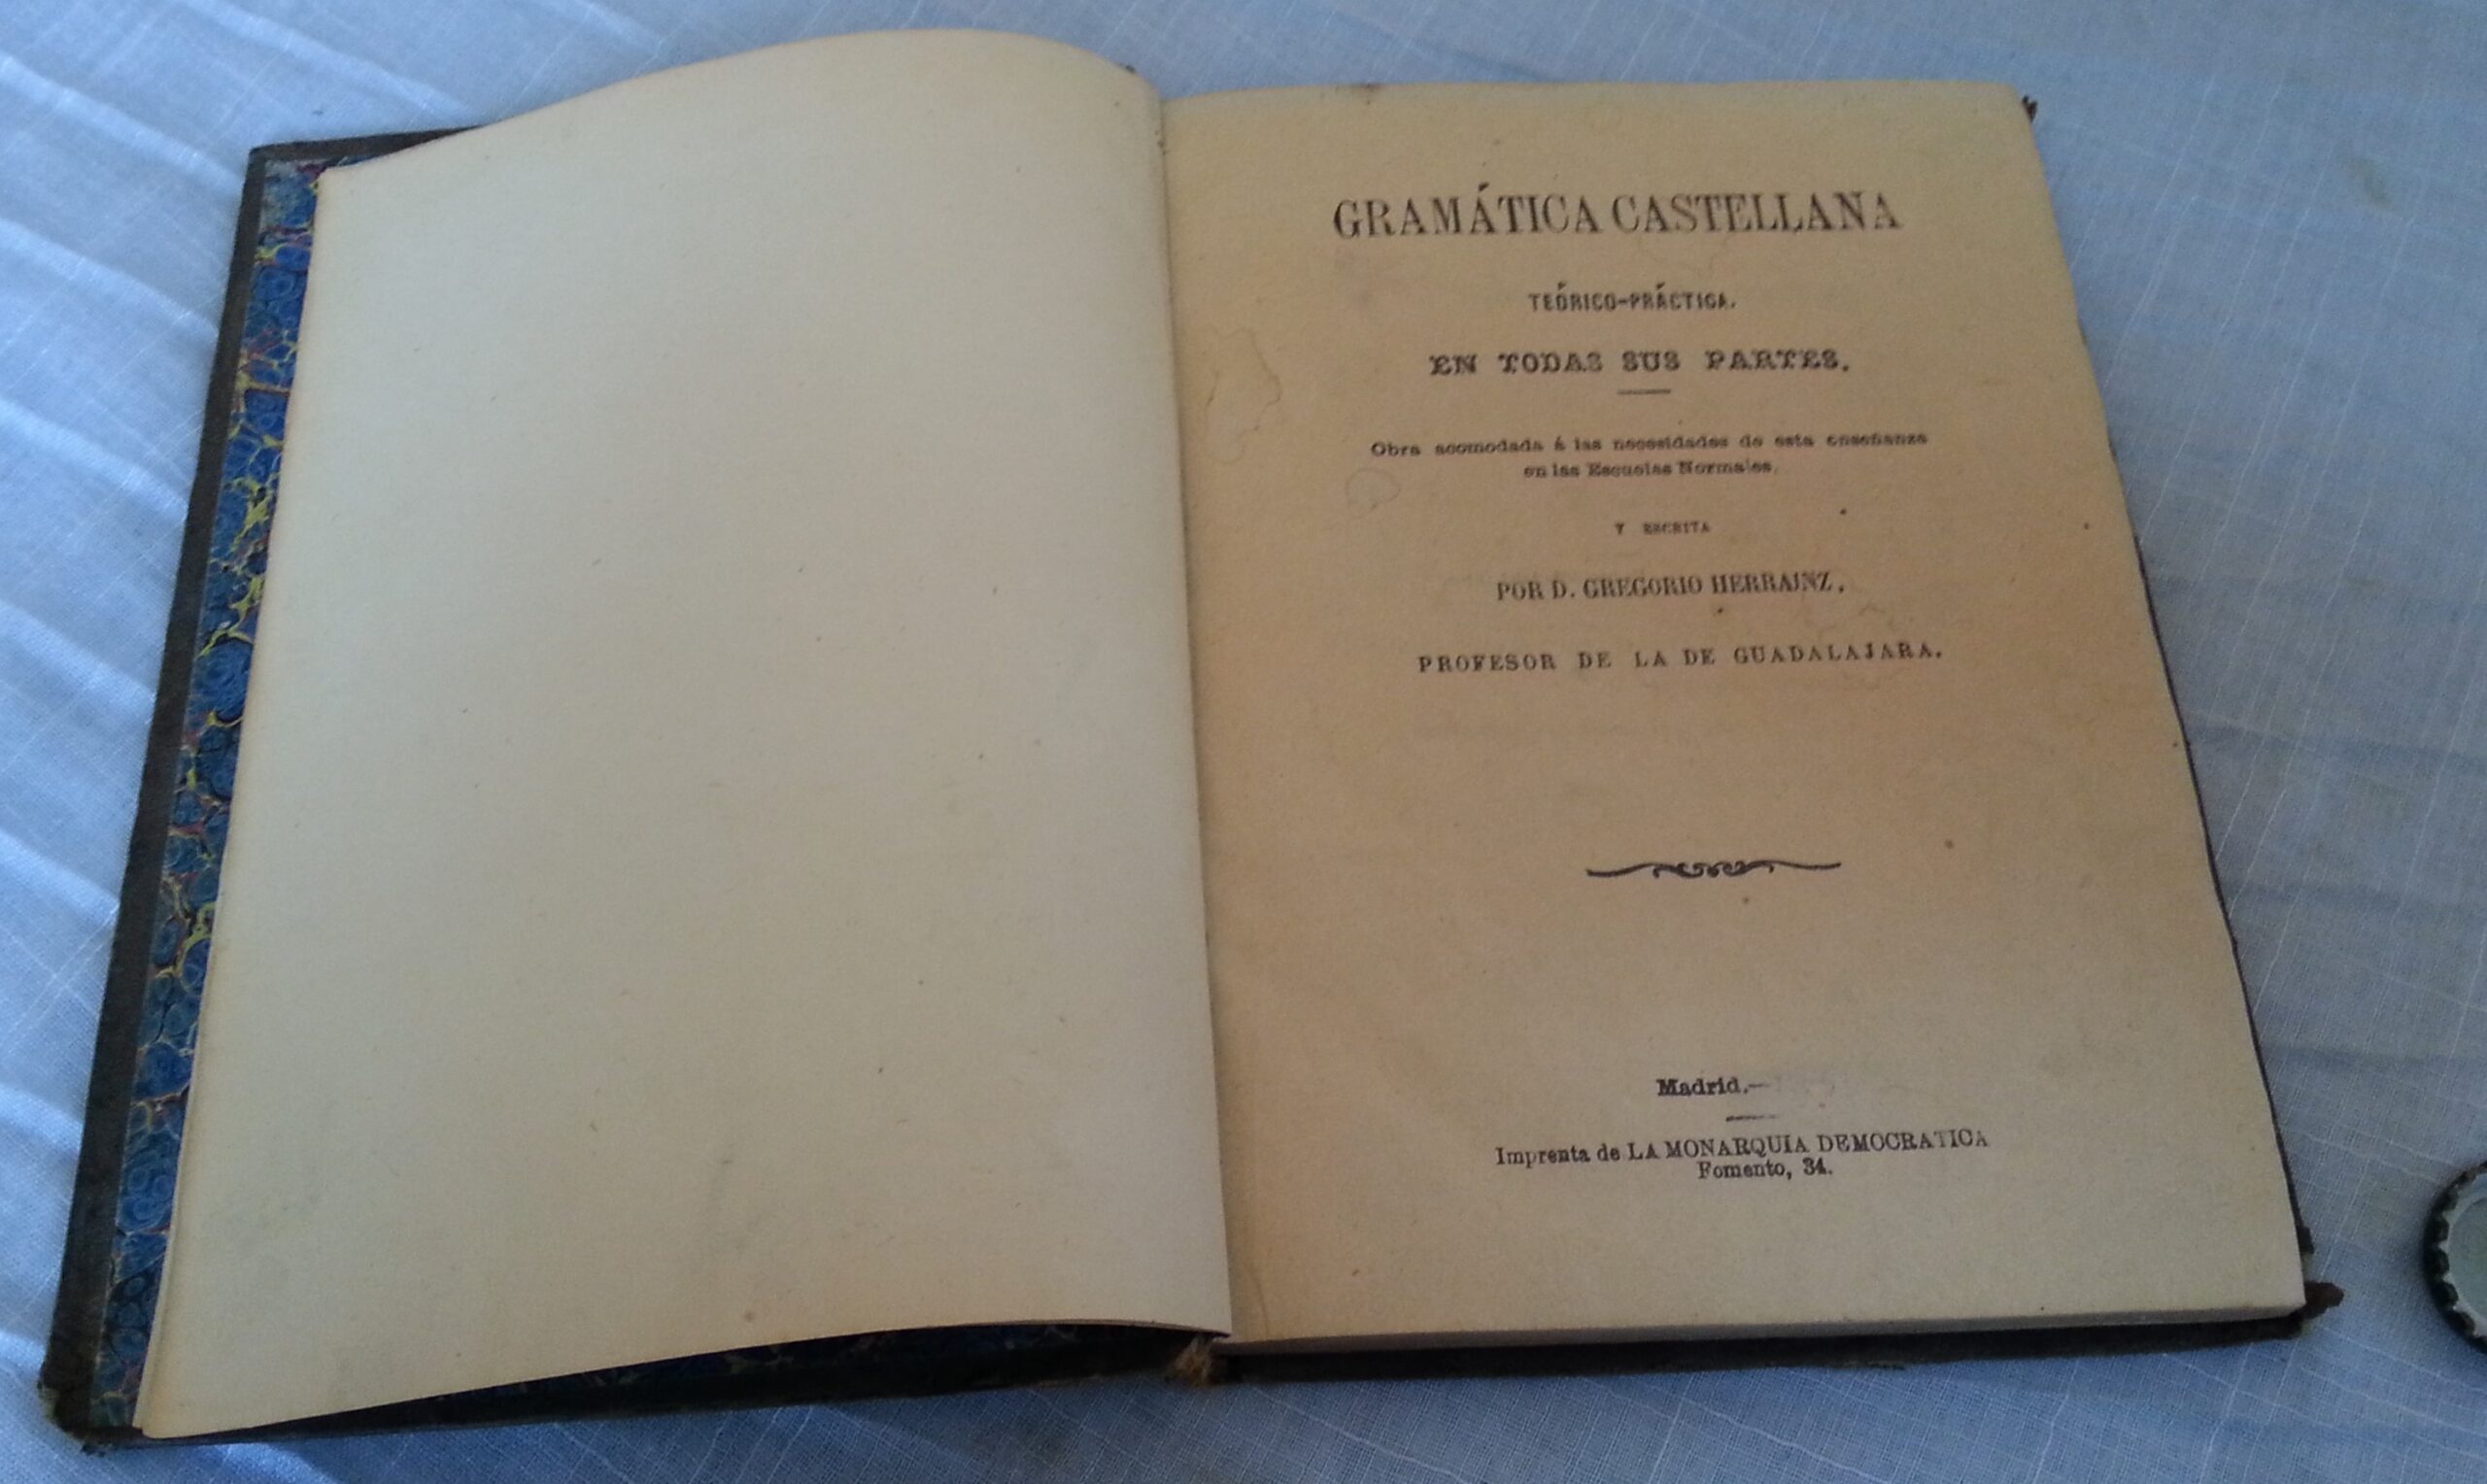 GRAMÁTICA CASTELLANA
TEÓRICO-PRÁCTICA.
EN TODAS SUS PARTES.
Obra acomodada á las necesidades de esta enseñanza
en las Escuelas Normales,
Y ESCRITA
POR D. GREGORIO HERRAINZ,
PROFESOR DE LA DE GUADALAJARA.
Madrid.—
Imprenta de LA MONARQUIA DEMOCRATICA
Fomento, 34.